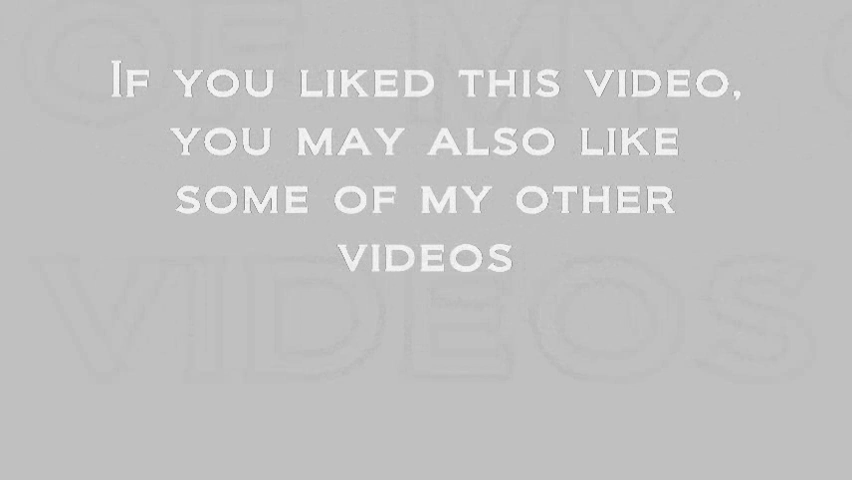 If you liked this video,
you may also like
some of my other
videos